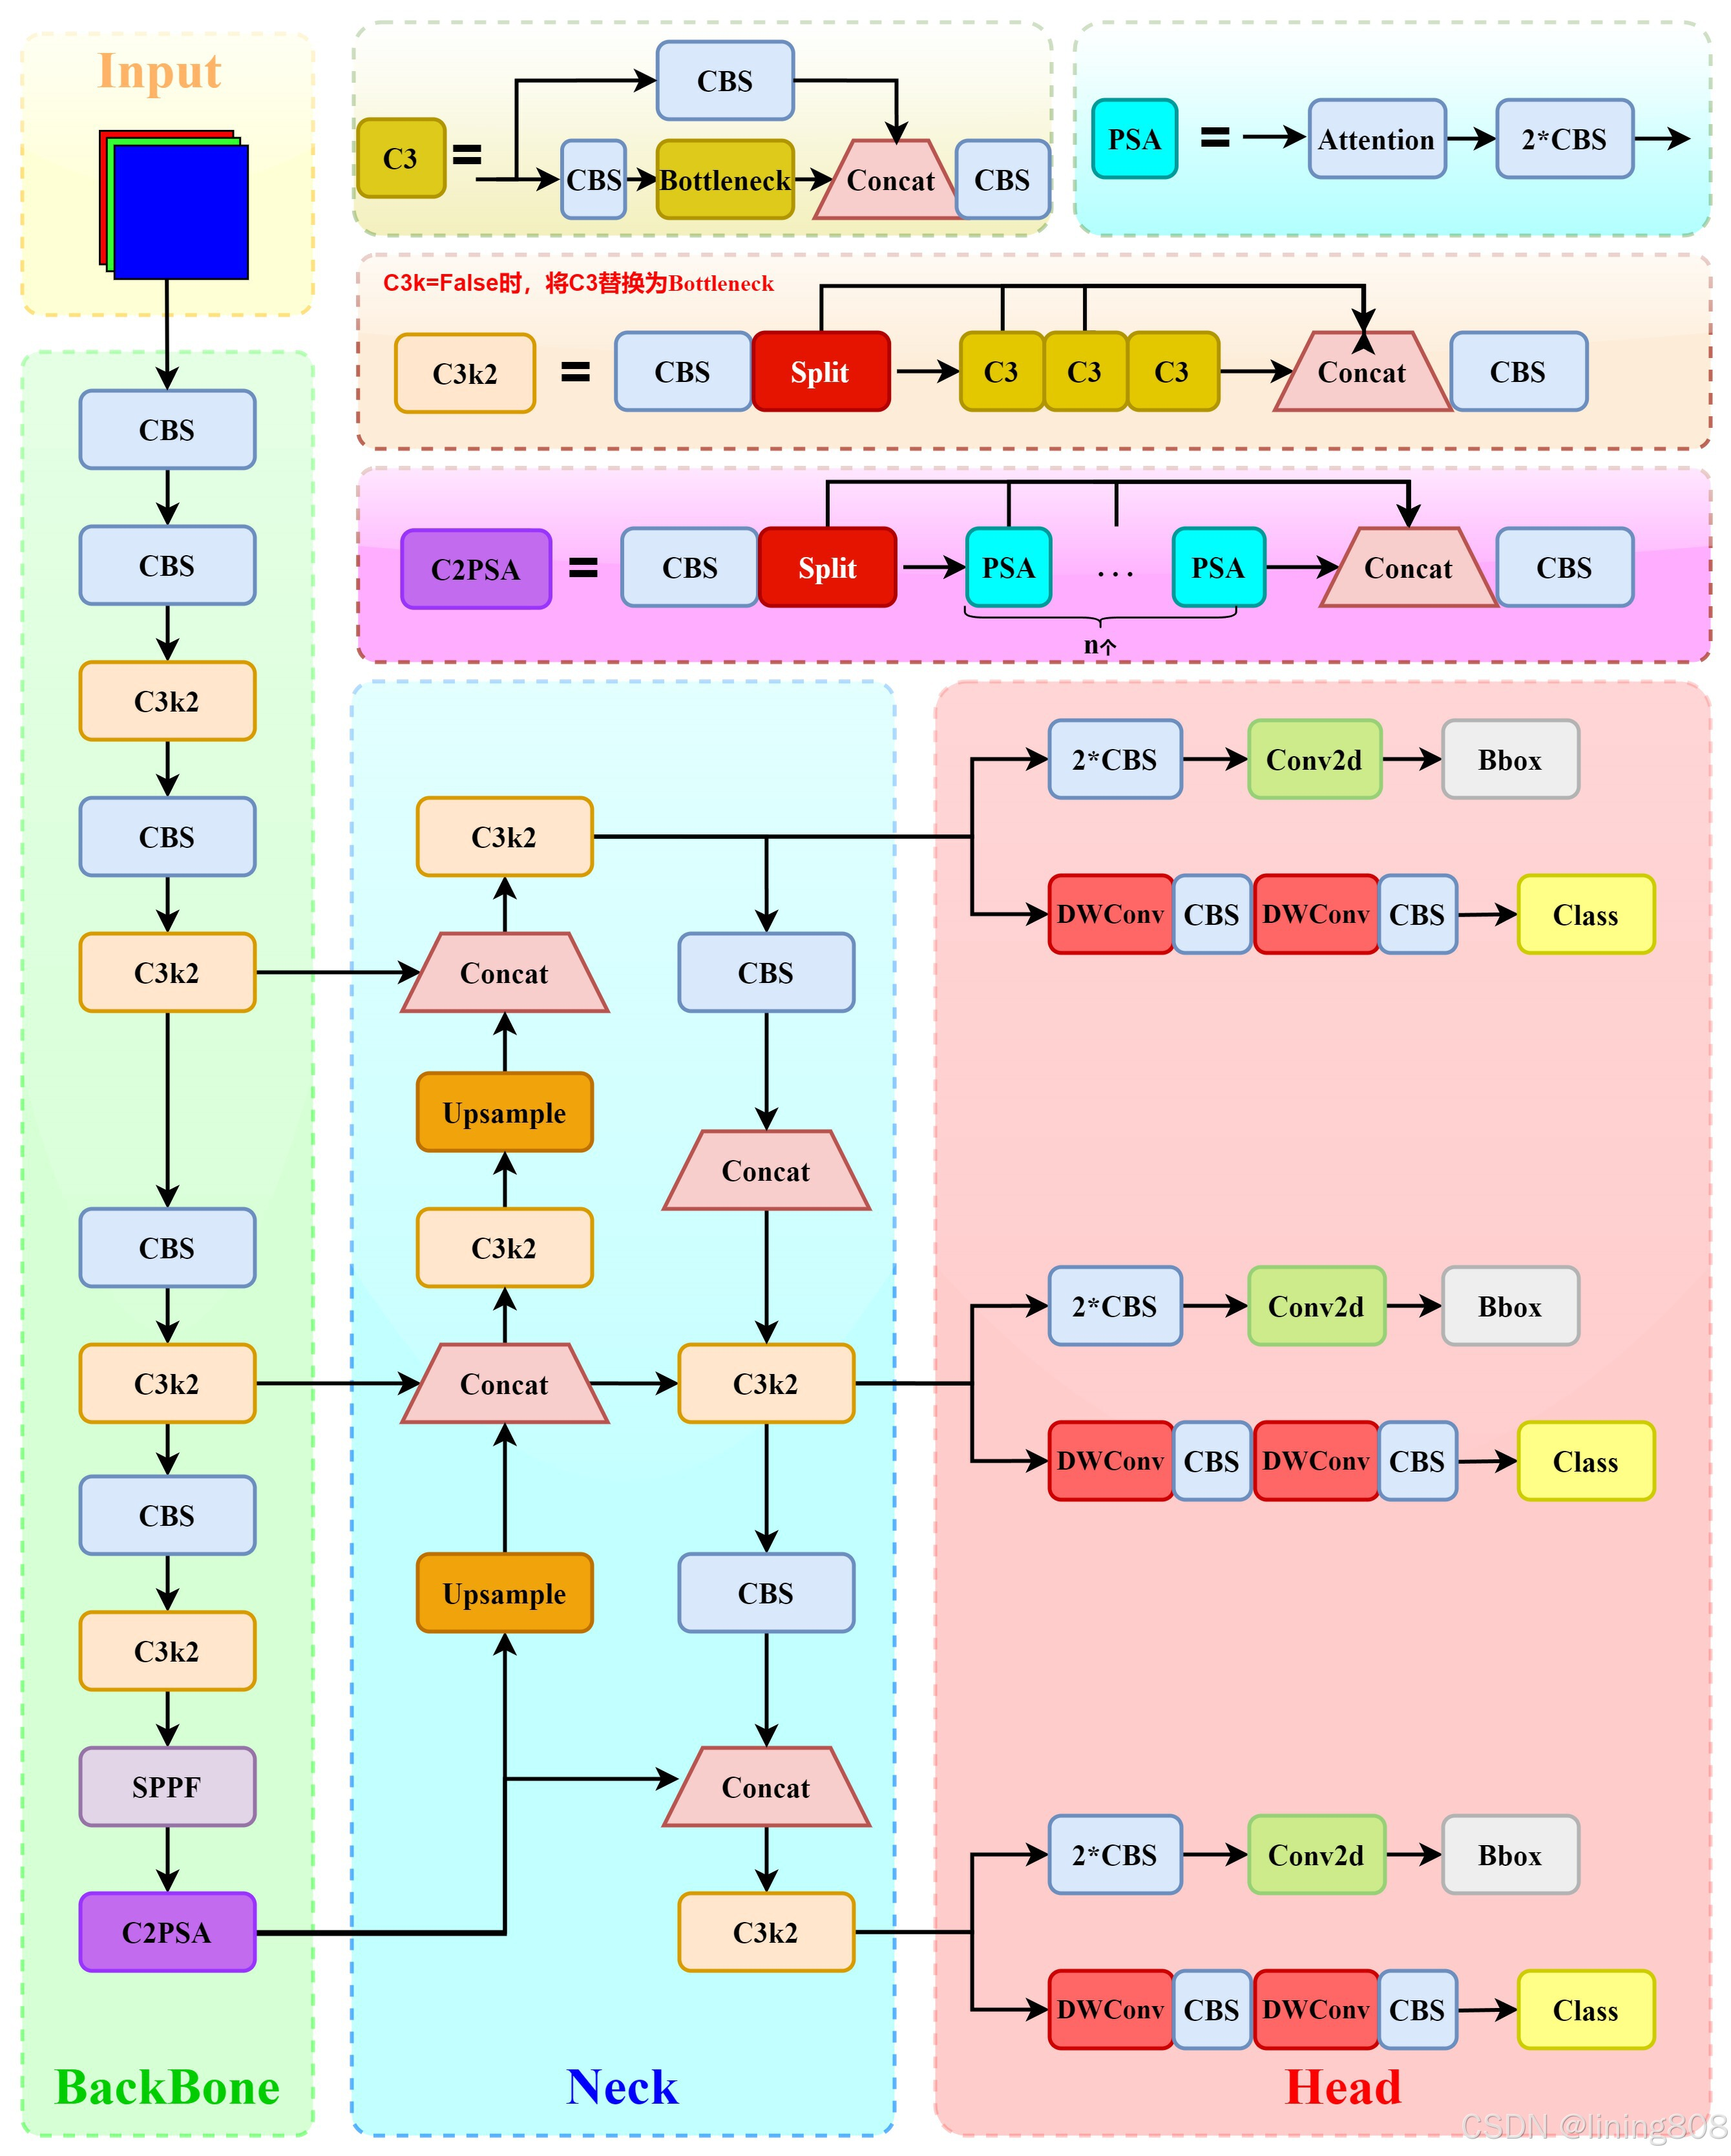 Input
C3
=
CBS
CBS
Bottleneck
Concat
CBS
PSA
=
Attention
2*CBS
C3k=False时，将C3替换为Bottleneck
C3k2
=
CBS
Split
C3
C3
C3
Concat
CBS
C2PSA
=
CBS
Split
PSA
...
PSA
Concat
CBS
n个
CBS
CBS
C3k2
CBS
C3k2
CBS
C3k2
CBS
C3k2
SPPF
C2PSA
BackBone
C3k2
Concat
Upsample
C3k2
Concat
Upsample
CBS
Concat
C3k2
CBS
Concat
C3k2
Neck
2*CBS
Conv2d
Bbox
DWConv
CBS
DWConv
CBS
Class
2*CBS
Conv2d
Bbox
DWConv
CBS
DWConv
CBS
Class
2*CBS
Conv2d
Bbox
DWConv
CBS
DWConv
CBS
Class
Head
CSDN @lining808